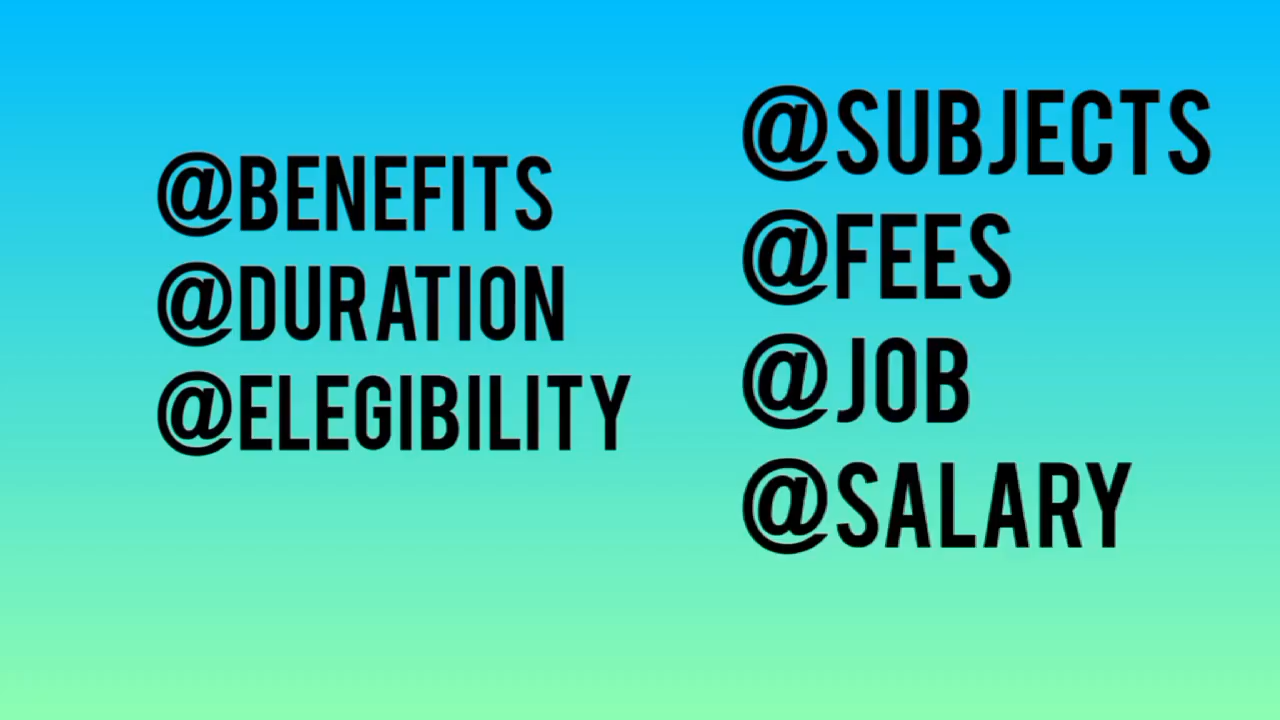 @BENEFITS
@DURATION
@ELEGIBILITY
@SUBJECTS
@FEES
@JOB
@SALARY